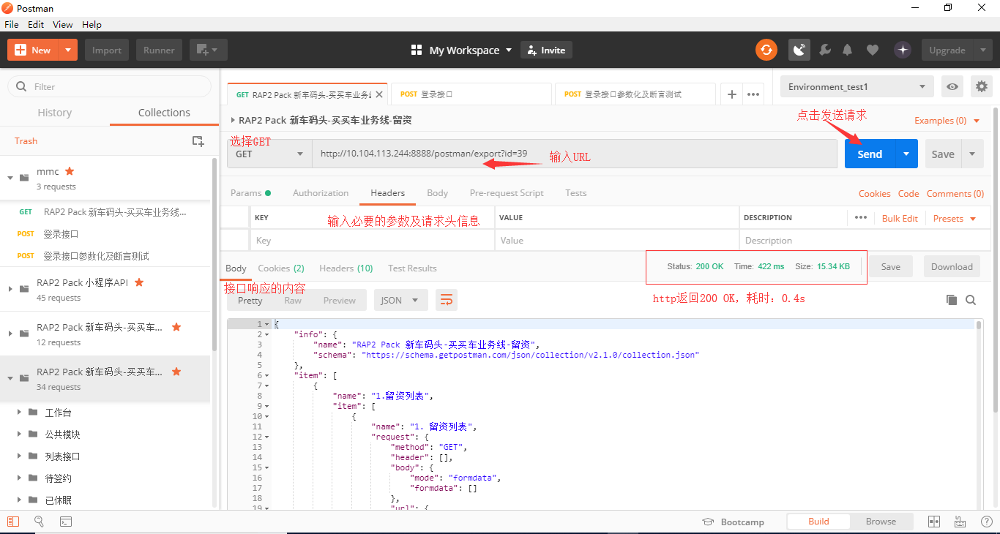 Postman
File Edit View Help
New Import Runner My Workspace Invite Upgrade
Filter
History Collections
Trash
mmc
3 requests
GET RAP2 Pack 新车码头-买买车业务线...
POST 登录接口
POST 登录接口参数化及断言测试
RAP2 Pack 小程序API
45 requests
RAP2 Pack 新车码头-买买车...
12 requests
RAP2 Pack 新车码头-买买车...
34 requests
工作台
公共模块
列表接口
待签约
已休眠
GET RAP2 Pack 新车码头-买买车业务线 POST 登录接口 POST 登录接口参数化及断言测试
Environment_test1
RAP2 Pack 新车码头-买买车业务线-留资
点击发送请求
Examples (0)
选择GET
GET http://10.104.113.244:8888/postman/export?id=39
输入URL
Send Save
Params Authorization Headers Body Pre-request Script Tests
Cookies Code Comments (0)
KEY VALUE DESCRIPTION Bulk Edit Presets
输入必要的参数及请求头信息
Key Value Description
Body Cookies (2) Headers (10) Test Results
Status: 200 OK Time: 422 ms Size: 15.34 KB
Save Download
接口响应的内容
http返回200 OK, 耗时: 0.4s
Pretty Raw Preview JSON
1 {
2 "info": {
3 "name": "RAP2 Pack 新车码头-买买车业务线-留资",
4 "schema": "https://schema.getpostman.com/json/collection/v2.1.0/collection.json"
5 },
6 "item": [
7 {
8 "name": "1.留资列表",
9 "item": [
10 {
11 "name": "1. 留资列表",
12 "request": {
13 "method": "GET",
14 "header": [],
15 "body": {
16 "mode": "formdata",
17 "formdata": []
18 },
19 "url": {
Bootcamp Build Browse